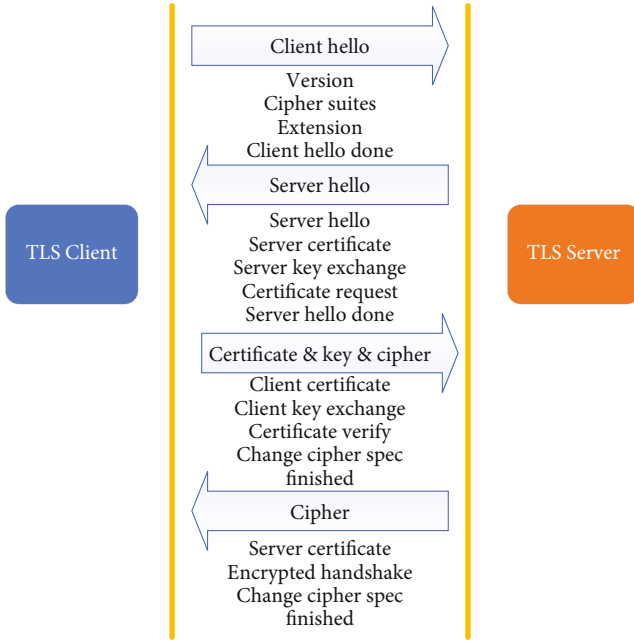 Client hello
Version
Cipher suites
Extension
Client hello done
Server hello
TLS Client
Server hello
Server certificate
Server key exchange
Certificate request
Server hello done
TLS Server
Certificate & key & cipher
Client certificate
Client key exchange
Certificate verify
Change cipher spec
finished
Cipher
Server certificate
Encrypted handshake
Change cipher spec
finished